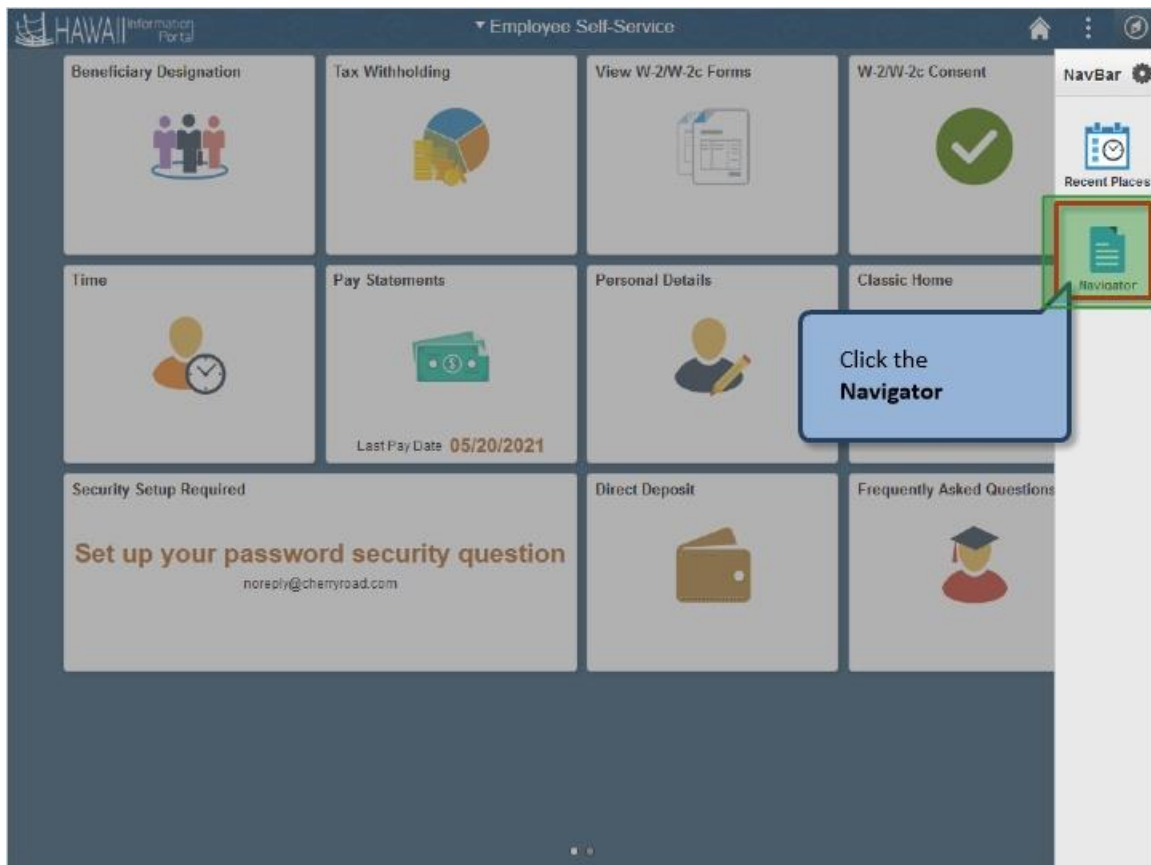 HAWAII Information Portal
Employee Self-Service
NavBar
Beneficiary Designation
Tax Withholding
View W-2/W-2c Forms
W-2/W-2c Consent
Recent Places
Navigator
Time
Pay Statements
Personal Details
Classic Home
Click the
Navigator
Last Pay Date 05/20/2021
Security Setup Required
Direct Deposit
Frequently Asked Questions
Set up your password security question
noreply@cherryroad.com